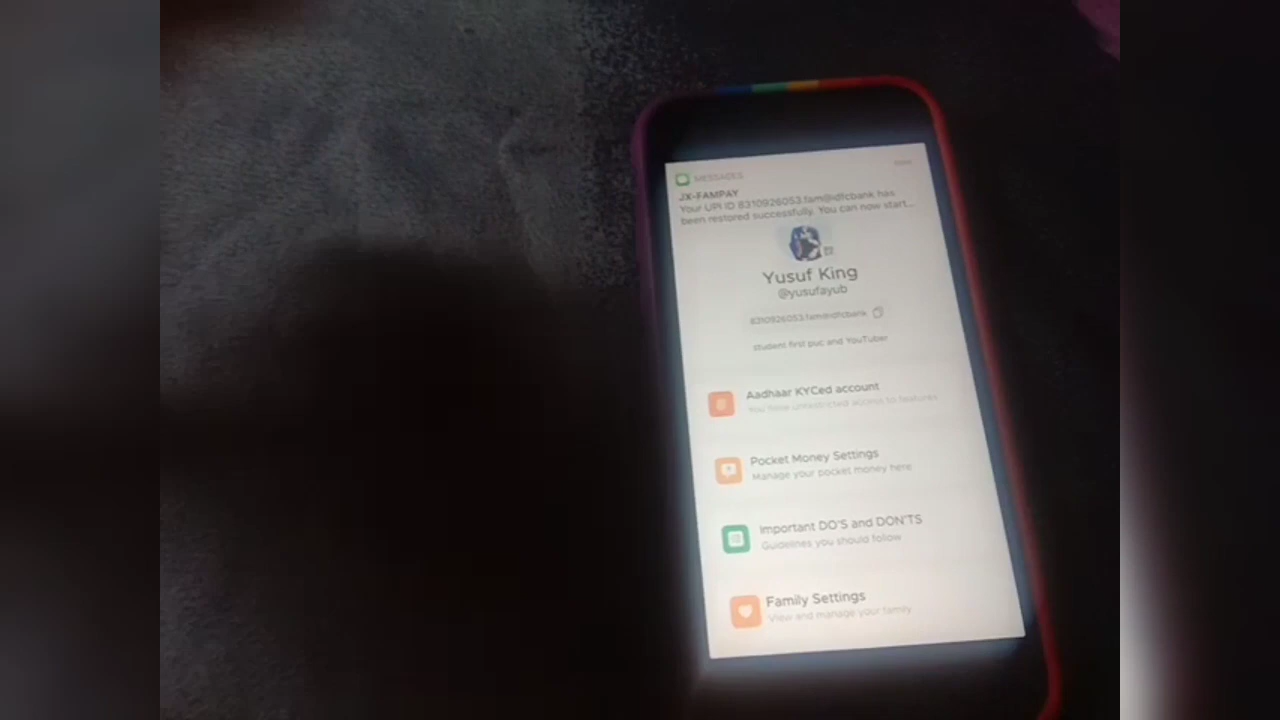 MESSAGES
JX-FAMPAY
Your UPI ID 8310926053.fam@idfcbank has
been restored successfully. You can now start...
Yusuf King
@yusufayub
8310926053.fam@idfcbank
student first puc and YouTuber
Aadhaar KYCed account
You have unrestricted access to features
Pocket Money Settings
Manage your pocket money here
Important DO'S and DON'TS
Guidelines you should follow
Family Settings
View and manage your family